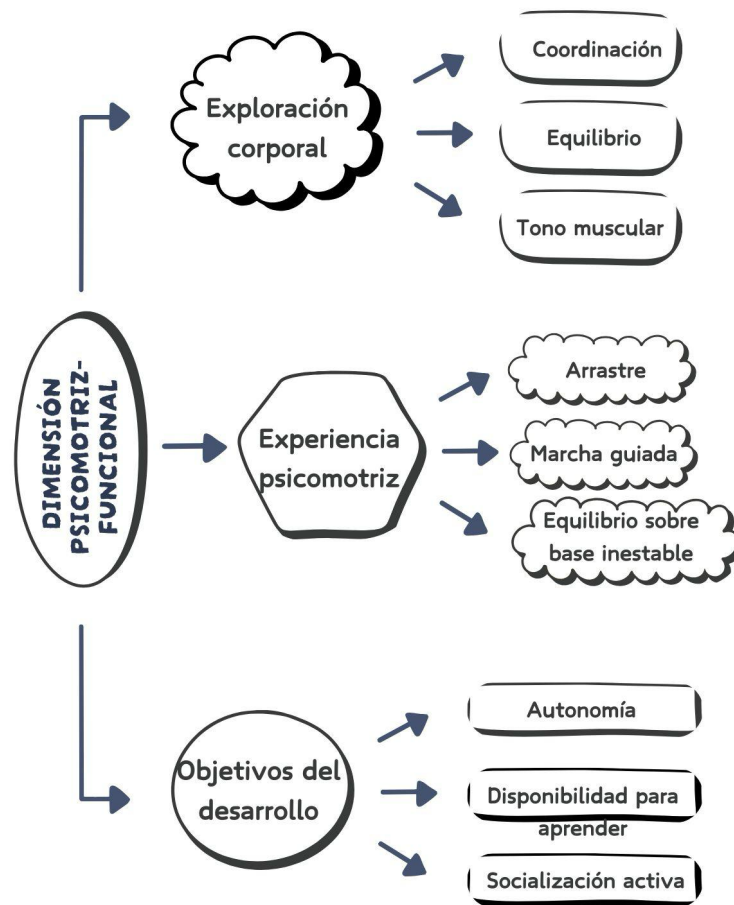 Exploración
corporal
Coordinación
Equilibrio
Tono muscular
DIMENSIÓN
PSICOMOTRIZ-
FUNCIONAL
Experiencia
psicomotriz
Arrastre
Marcha guiada
Equilibrio sobre
base inestable
Objetivos del
desarrollo
Autonomía
Disponibilidad para
aprender
Socialización activa